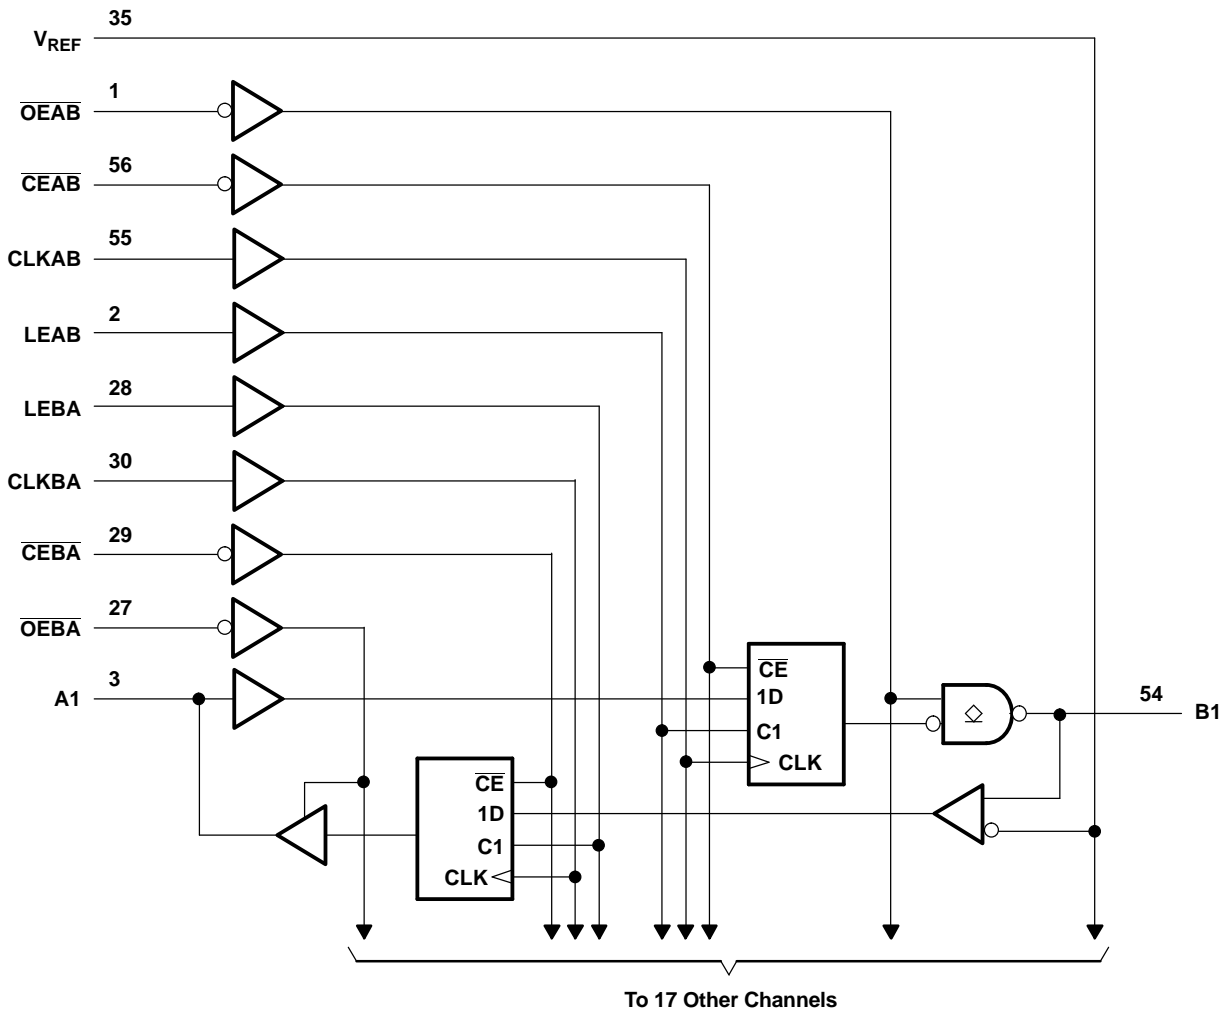 35
VREF
1
OEAB
56
CEAB
55
CLKAB
2
LEAB
28
LEBA
30
CLKBA
29
CEBA
27
OEBA
3
A1
CE
1D
C1
CLK
54
B1
CE
1D
C1
CLK
To 17 Other Channels